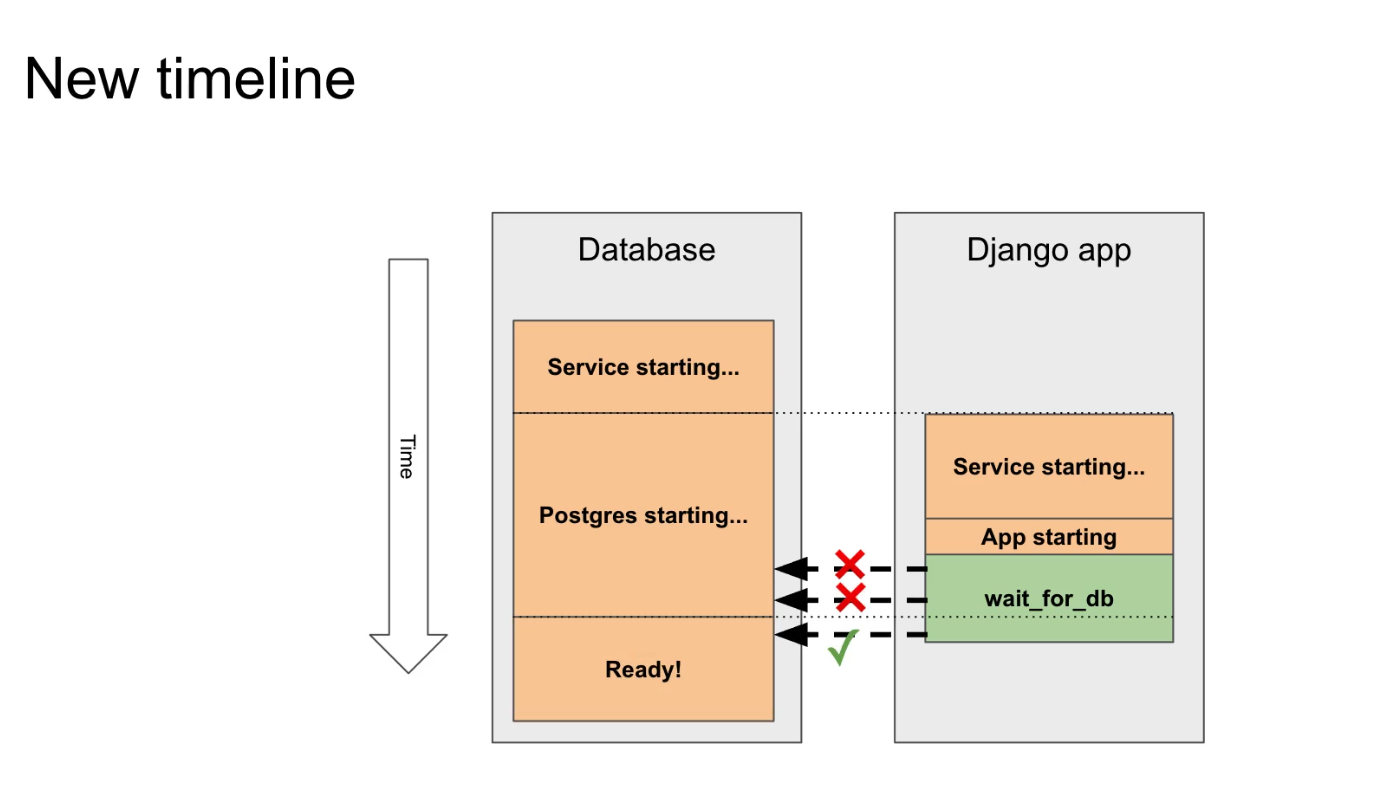 New timeline
Database
Django app
Time
Service starting...
Postgres starting...
Ready!
Service starting...
App starting
wait_for_db